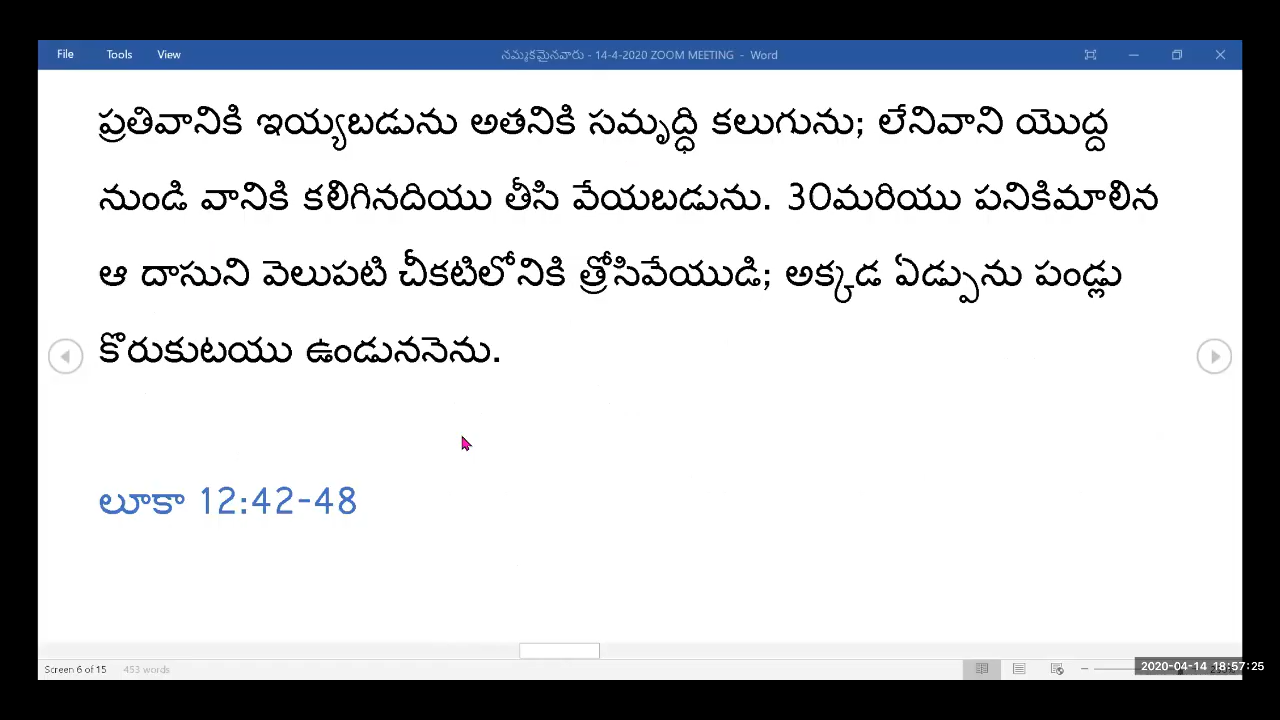 File Tools View నమ్మకమైనవారు - 14-4-2020 ZOOM MEETING - Word
ప్రతివానికి ఇయ్యబడును అతనికి సమృద్ధి కలుగును; లేనివాని యొద్ద
నుండి వానికి కలిగినదియు తీసి వేయబడును. 30మరియు పనికిమాలిన
ఆ దాసుని వెలుపటి చీకటిలోనికి త్రోసివేయుడి; అక్కడ ఏడ్పును పండ్లు
కొరుకుటయు ఉండుననెను.
లూకా 12:42-48
Screen 6 of 15 453 words
2020-04-14 18:57:25